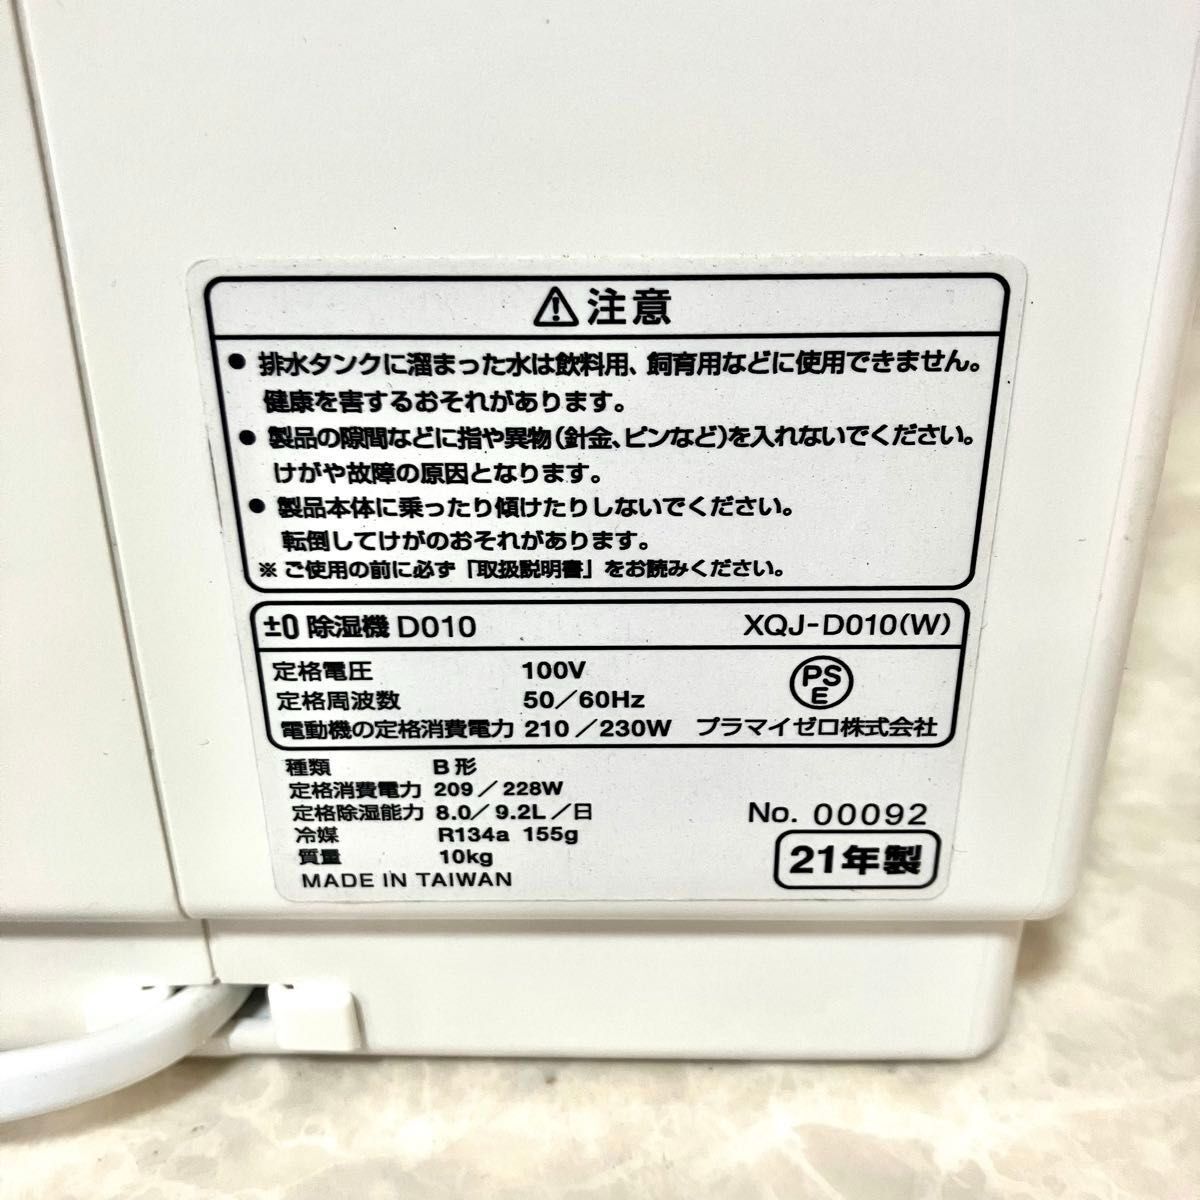 ⚠注意
● 排水タンクに溜まった水は飲料用、飼育用などに使用できません。
健康を害するおそれがあります。
● 製品の隙間などに指や異物(針金、ピンなど)を入れないでください。
けがや故障の原因となります。
● 製品本体に乗ったり傾けたりしないでください。
転倒してけがのおそれがあります。
※ ご使用の前に必ず「取扱説明書」をお読みください。
±0 除湿機 D010 XQJ-D010(W)
定格電圧 100V
定格周波数 50/60Hz
電動機の定格消費電力 210/230W
PS
E
プラマイゼロ株式会社
種類 B形
定格消費電力 209/228W
定格除湿能力 8.0/9.2L/日
冷媒 R134a 155g
質量 10kg
MADE IN TAIWAN
No. 00092
21年製